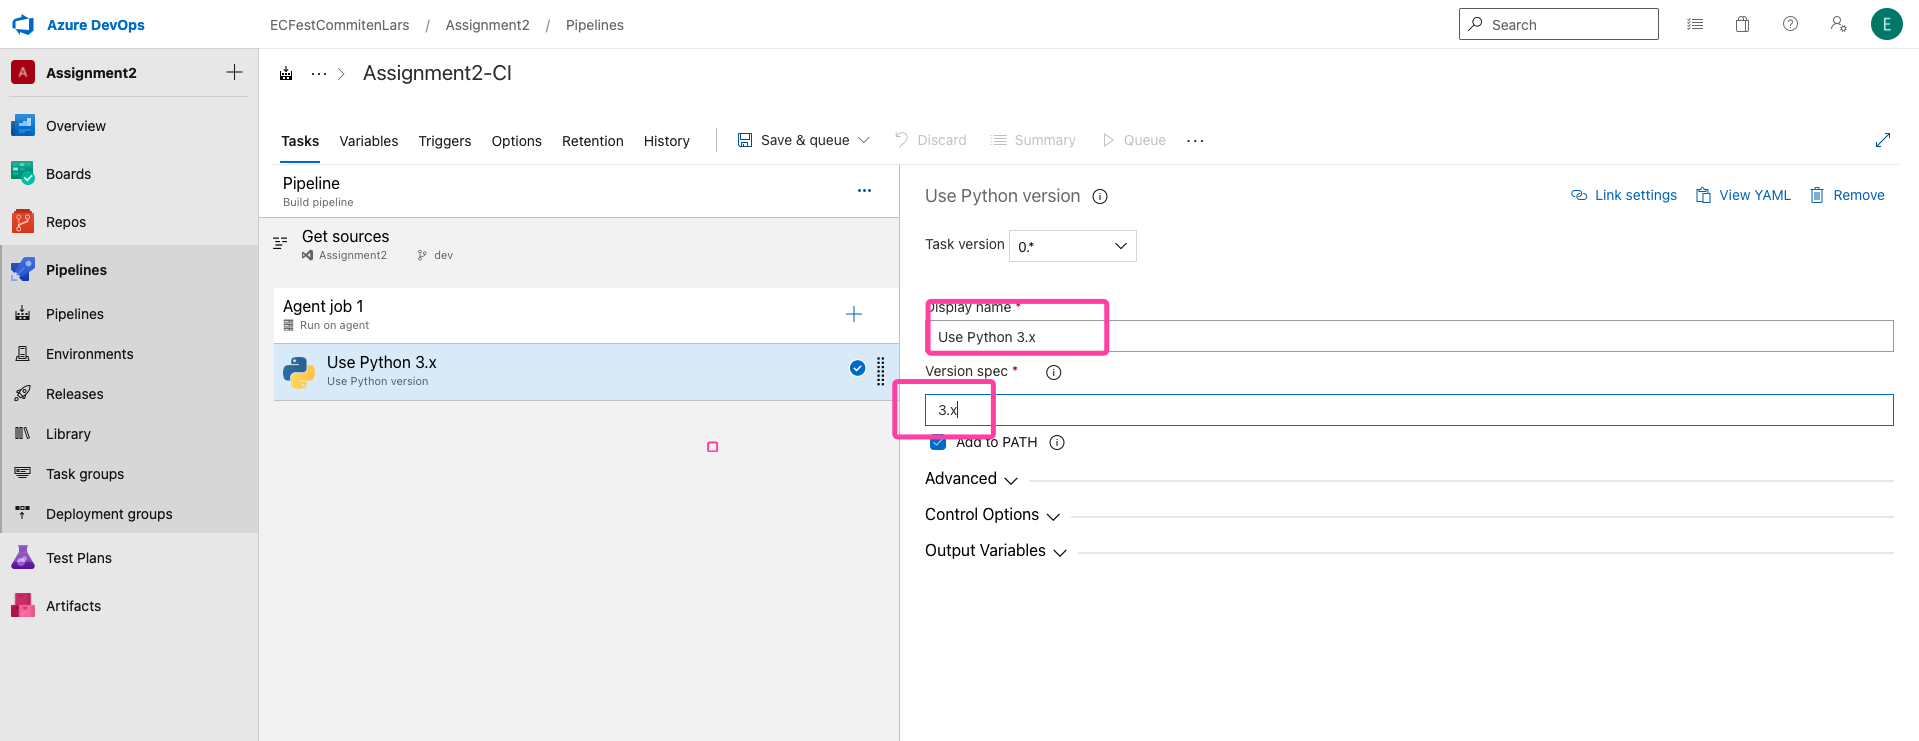 Azure DevOps
ECFestCommitenLars / Assignment2 / Pipelines
Search
E
A
Assignment2
Overview
Boards
Repos
Pipelines
Pipelines
Environments
Releases
Library
Task groups
Deployment groups
Test Plans
Artifacts
Assignment2-CI
Tasks Variables Triggers Options Retention History Save & queue Discard Summary Queue
Pipeline
Build pipeline
Get sources
Assignment2 dev
Agent job 1
Run on agent
Use Python 3.x
Use Python version
Use Python version
Link settings View YAML Remove
Task version 0.*
Display name *
Use Python 3.x
Version spec *
3.x
Add to PATH
Advanced
Control Options
Output Variables